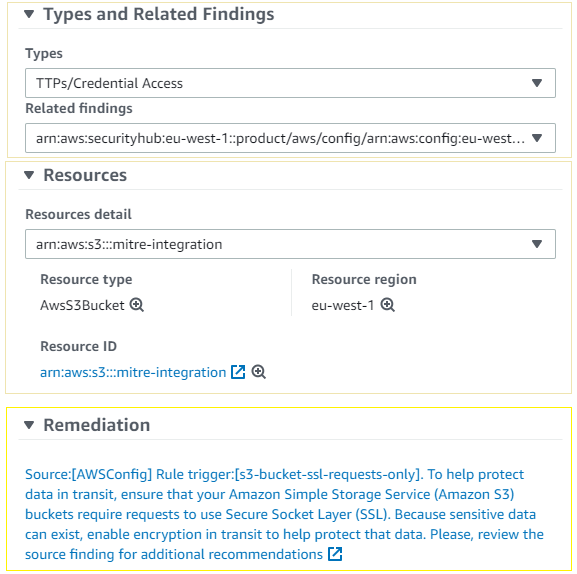 Types and Related Findings
Types
TTPs/Credential Access
Related findings
arn:aws:securityhub:eu-west-1::product/aws/config/arn:aws:config:eu-west...
Resources
Resources detail
arn:aws:s3:::mitre-integration
Resource type
Resource region
AwsS3Bucket
eu-west-1
Resource ID
arn:aws:s3:::mitre-integration
Remediation
Source:[AWSConfig] Rule trigger:[s3-bucket-ssl-requests-only]. To help protect
data in transit, ensure that your Amazon Simple Storage Service (Amazon S3)
buckets require requests to use Secure Socket Layer (SSL). Because sensitive data
can exist, enable encryption in transit to help protect that data. Please, review the
source finding for additional recommendations